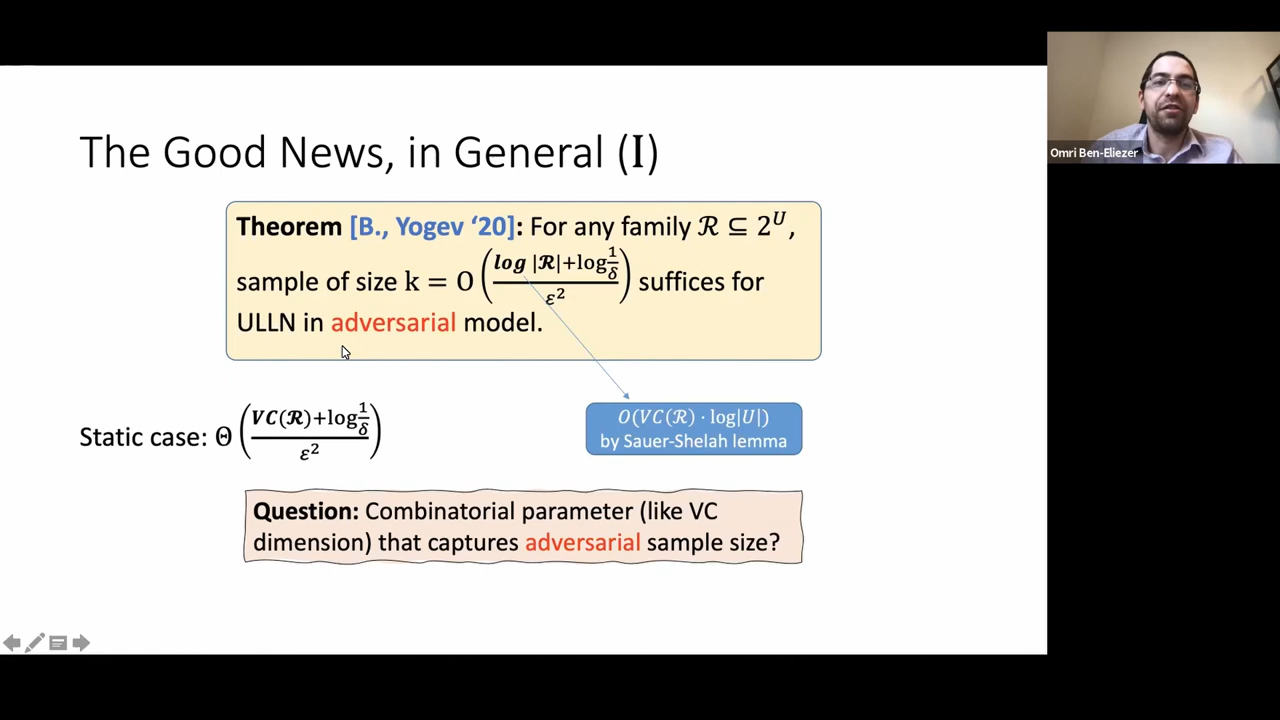 The Good News, in General (I)
Theorem [B., Yogev ‘20]: For any family ℛ ⊆ 2^U,
sample of size k = O((log |ℛ|+log 1/δ)/ε²) suffices for
ULLN in adversarial model.
Static case: Θ((VC(ℛ)+log 1/δ)/ε²)
O(VC(ℛ) · log|U|)
by Sauer-Shelah lemma
Question: Combinatorial parameter (like VC
dimension) that captures adversarial sample size?
Omri Ben-Eliezer